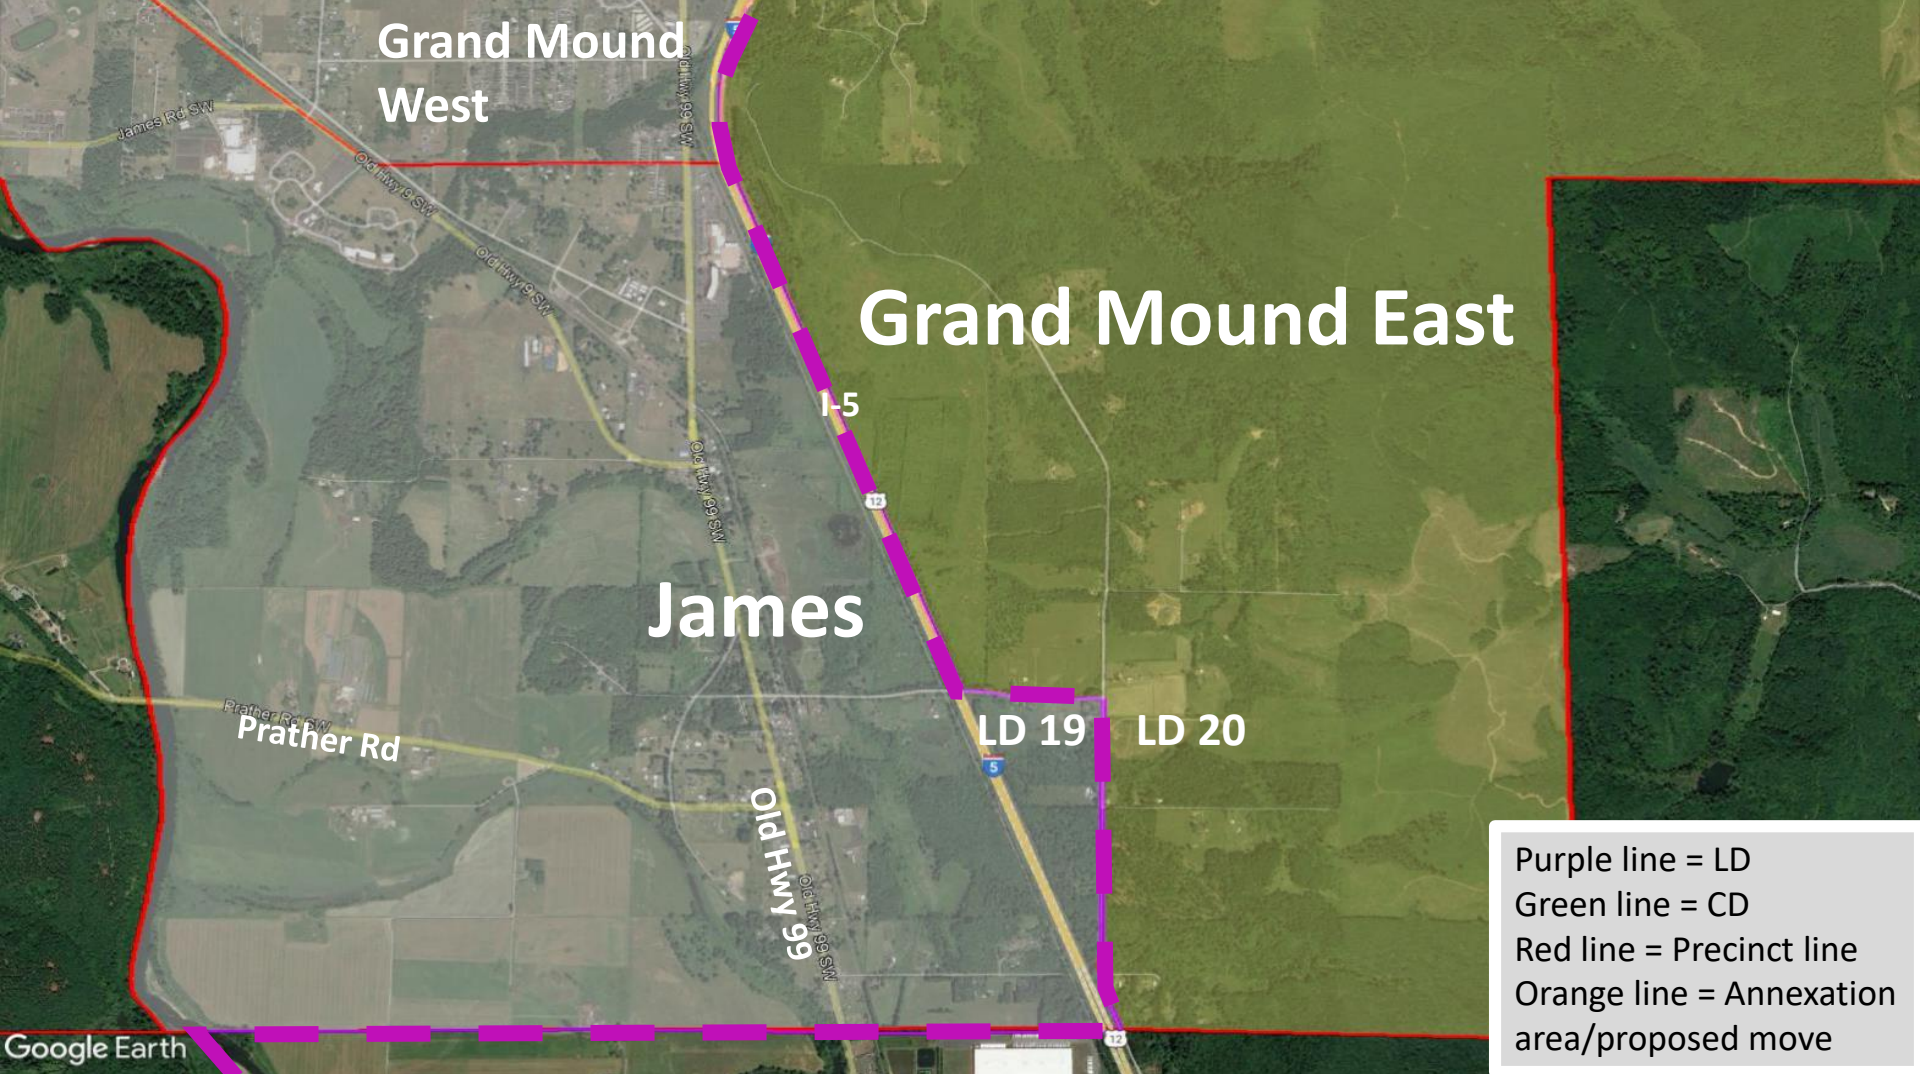 Grand Mound
West
James Rd SW
Old Hwy 99 SW
Old Hwy 9 SW
Old Hwy 9 SW
Grand Mound East
I-5
12
Old Hwy 99 SW
James
LD 19
LD 20
Prather Rd SW
Prather Rd
5
Old Hwy 99
Old Hwy 99 SW
12
Google Earth
Purple line = LD
Green line = CD
Red line = Precinct line
Orange line = Annexation
area/proposed move